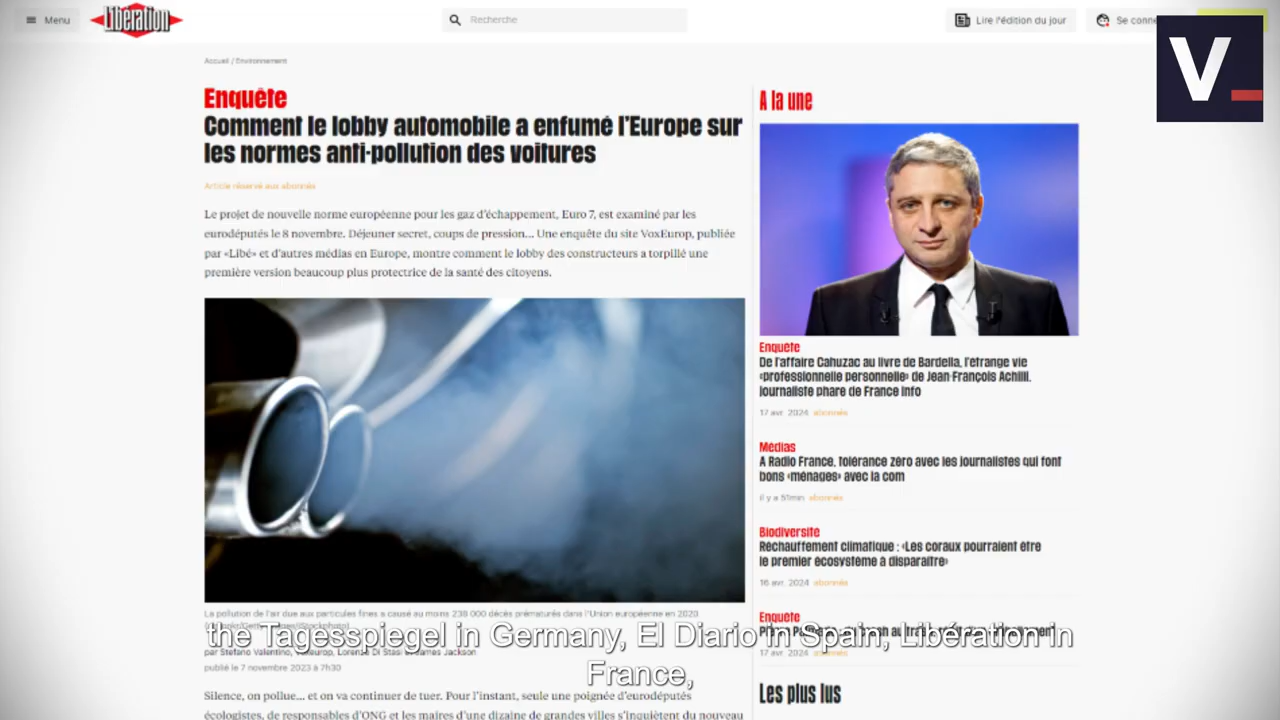 Menu
Libération
Recherche
Lire l'édition du jour
Se conne
V_
Accueil / Environnement
Enquête
Comment le lobby automobile a enfumé l'Europe sur
les normes anti-pollution des voitures
Article réservé aux abonnés
Le projet de nouvelle norme européenne pour les gaz d'échappement, Euro 7, est examiné par les
eurodéputés le 8 novembre. Déjeuner secret, coups de pression... Une enquête du site VoxEurop, publiée
par «Libé» et d'autres médias en Europe, montre comment le lobby des constructeurs a torpillé une
première version beaucoup plus protectrice de la santé des citoyens.
La pollution de l'air due aux particules fines a causé au moins 238 000 décès prématurés dans l'Union européenne en 2020
par Stefano Valentino, Lorenzo Di Stasi James Jackson
publié le 7 novembre 2023 à 7h30
Silence, on pollue... et on va continuer de tuer. Pour l'instant, seule une poignée d'eurodéputés
écologistes, de responsables d'ONG et les maires d'une dizaine de grandes villes s'inquiètent du nouveau
A la une
Enquête
De l'affaire Cahuzac au livre de Bardella, l'étrange vie
«professionnelle personnelle» de Jean-François Achilli,
journaliste phare de France Info
17 avr. 2024 abonnés
Médias
A Radio France, tolérance zéro avec les journalistes qui font
bons «ménages» avec la com
il y a 51min abonnés
Biodiversité
Réchauffement climatique : «Les coraux pourraient être
le premier écosystème à disparaître»
16 avr. 2024 abonnés
Enquête
17 avr. 2024 abonnés
Les plus lus
the Tagesspiegel in Germany, El Diario in Spain, Libération in
France,